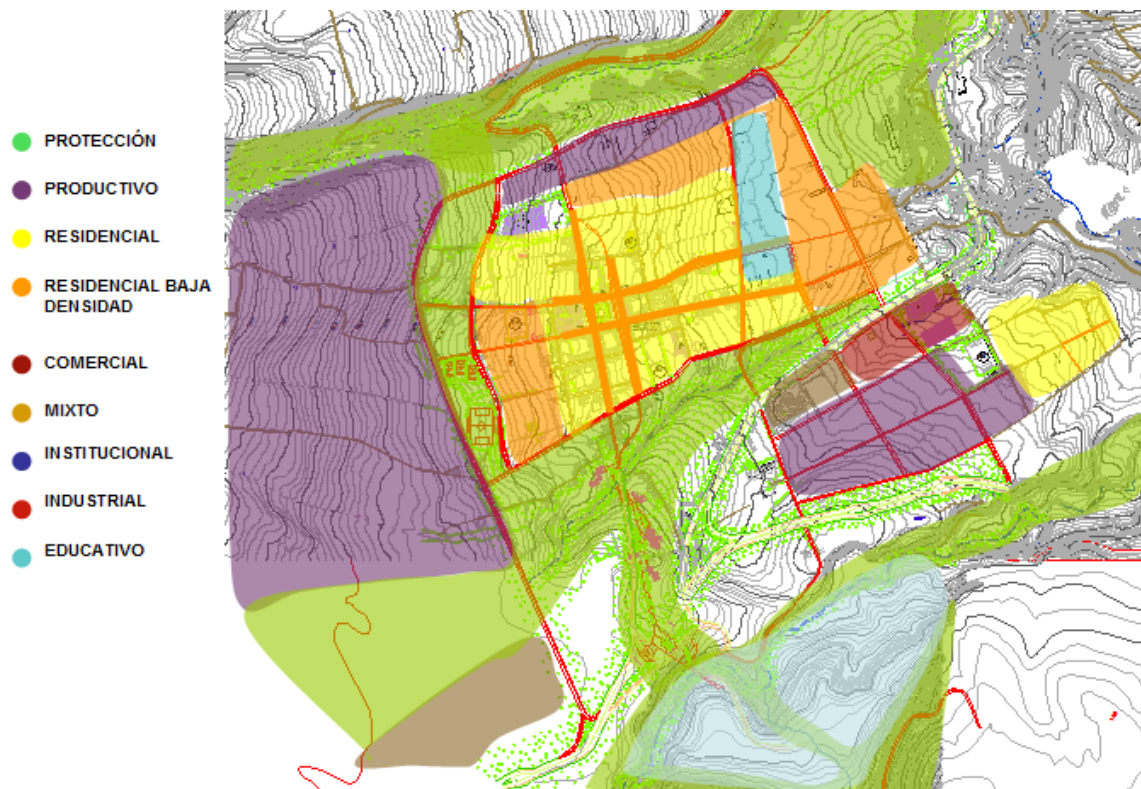 PROTECCIÓN
PRODUCTIVO
RESIDENCIAL
RESIDENCIAL BAJA
DENSIDAD
COMERCIAL
MIXTO
INSTITUCIONAL
INDUSTRIAL
EDUCATIVO